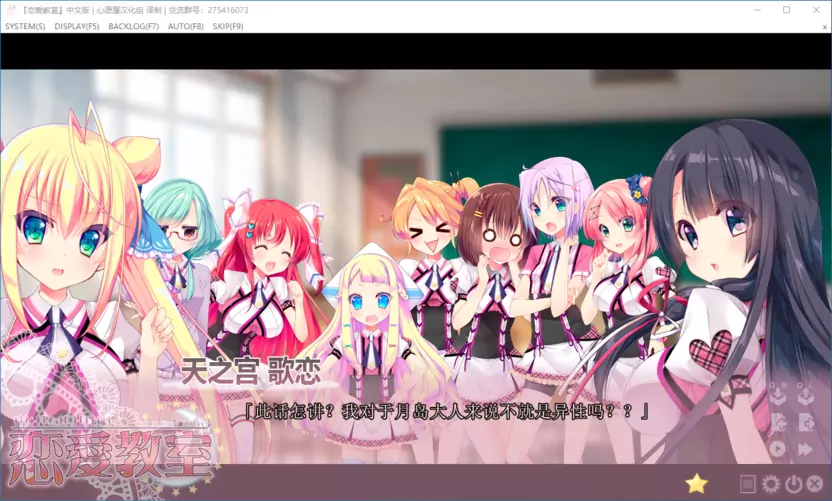 『恋爱教室』中文版 | 心愿屋汉化组 译制 | 交流群号：275416073
SYSTEM(S) DISPLAY(F5) BACKLOG(F7) AUTO(F8) SKIP(F9)
天之宫 歌恋
「此话怎讲？我对于月岛大人来说不就是异性吗？？」
恋愛教室